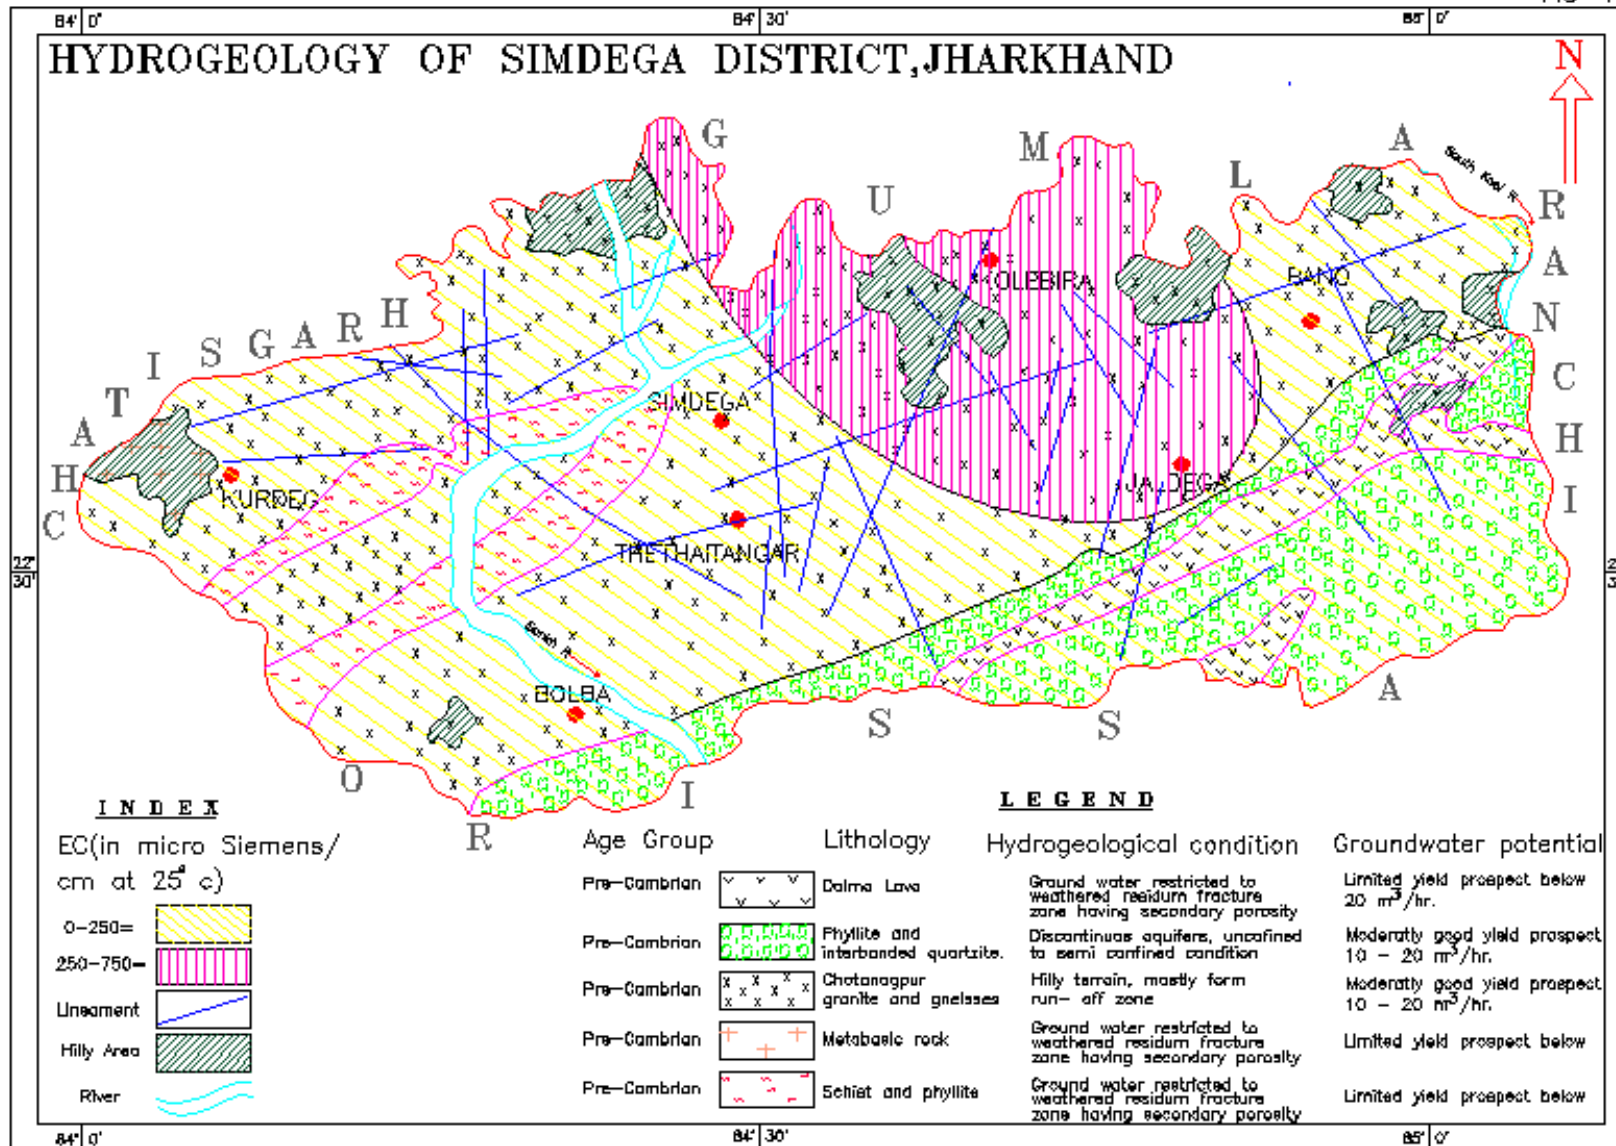 84° 0'
84° 30'
85° 0'
HYDROGEOLOGY OF SIMDEGA DISTRICT,JHARKHAND
N
G U M L A
South Koel R.
R A N C H I
C H A T I S G A R H
O R I S S A
KOLEBIRA
BANO
SIMDEGA
KURDEG
JALDEGA
THETHAITANGAR
BOLBA
22°
30'
INDEX
EC(in micro Siemens/
cm at 25° c)
0-250=
250-750=
Lineament
Hilly Area
River
LEGEND
Age Group Lithology Hydrogeological condition Groundwater potential
Pre-Cambrian Dalma Lava Ground water restricted to weathered residum fracture zone having secondary porosity Limited yield prospect below 20 m³/hr.
Pre-Cambrian Phyllite and interbanded quartzite. Discontinuos aquifers, uncofined to semi confined condition Moderatly good yield prospect 10 - 20 m³/hr.
Pre-Cambrian Chotanagpur granite and gneisses Hilly terrain, mostly form run- off zone Moderatly good yield prospect 10 - 20 m³/hr.
Pre-Cambrian Metabasic rock Ground water restricted to weathered residum fracture zone having secondary porosity Limited yield prospect below
Pre-Cambrian Schist and phyllite Ground water restricted to weathered residum fracture zone having secondary porosity Limited yield prospect below
84° 0'
84° 30'
85° 0'